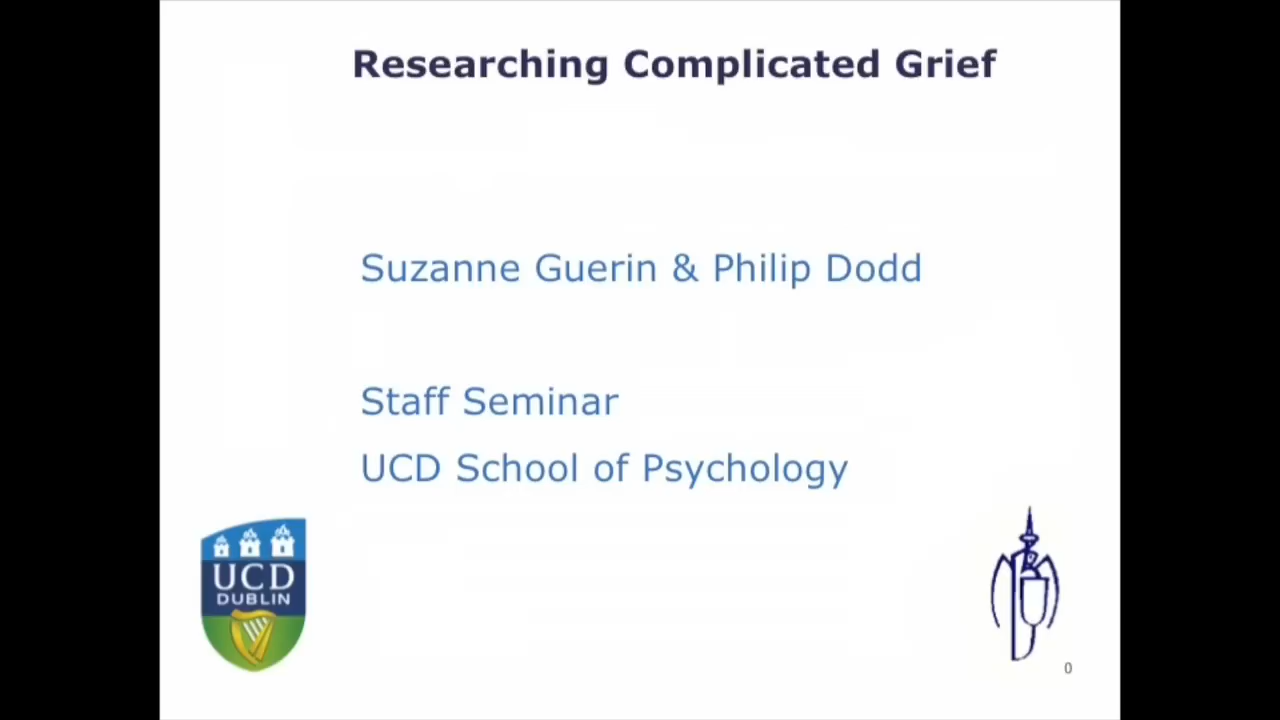 Researching Complicated Grief
Suzanne Guerin & Philip Dodd
Staff Seminar
UCD School of Psychology
UCD
DUBLIN
0